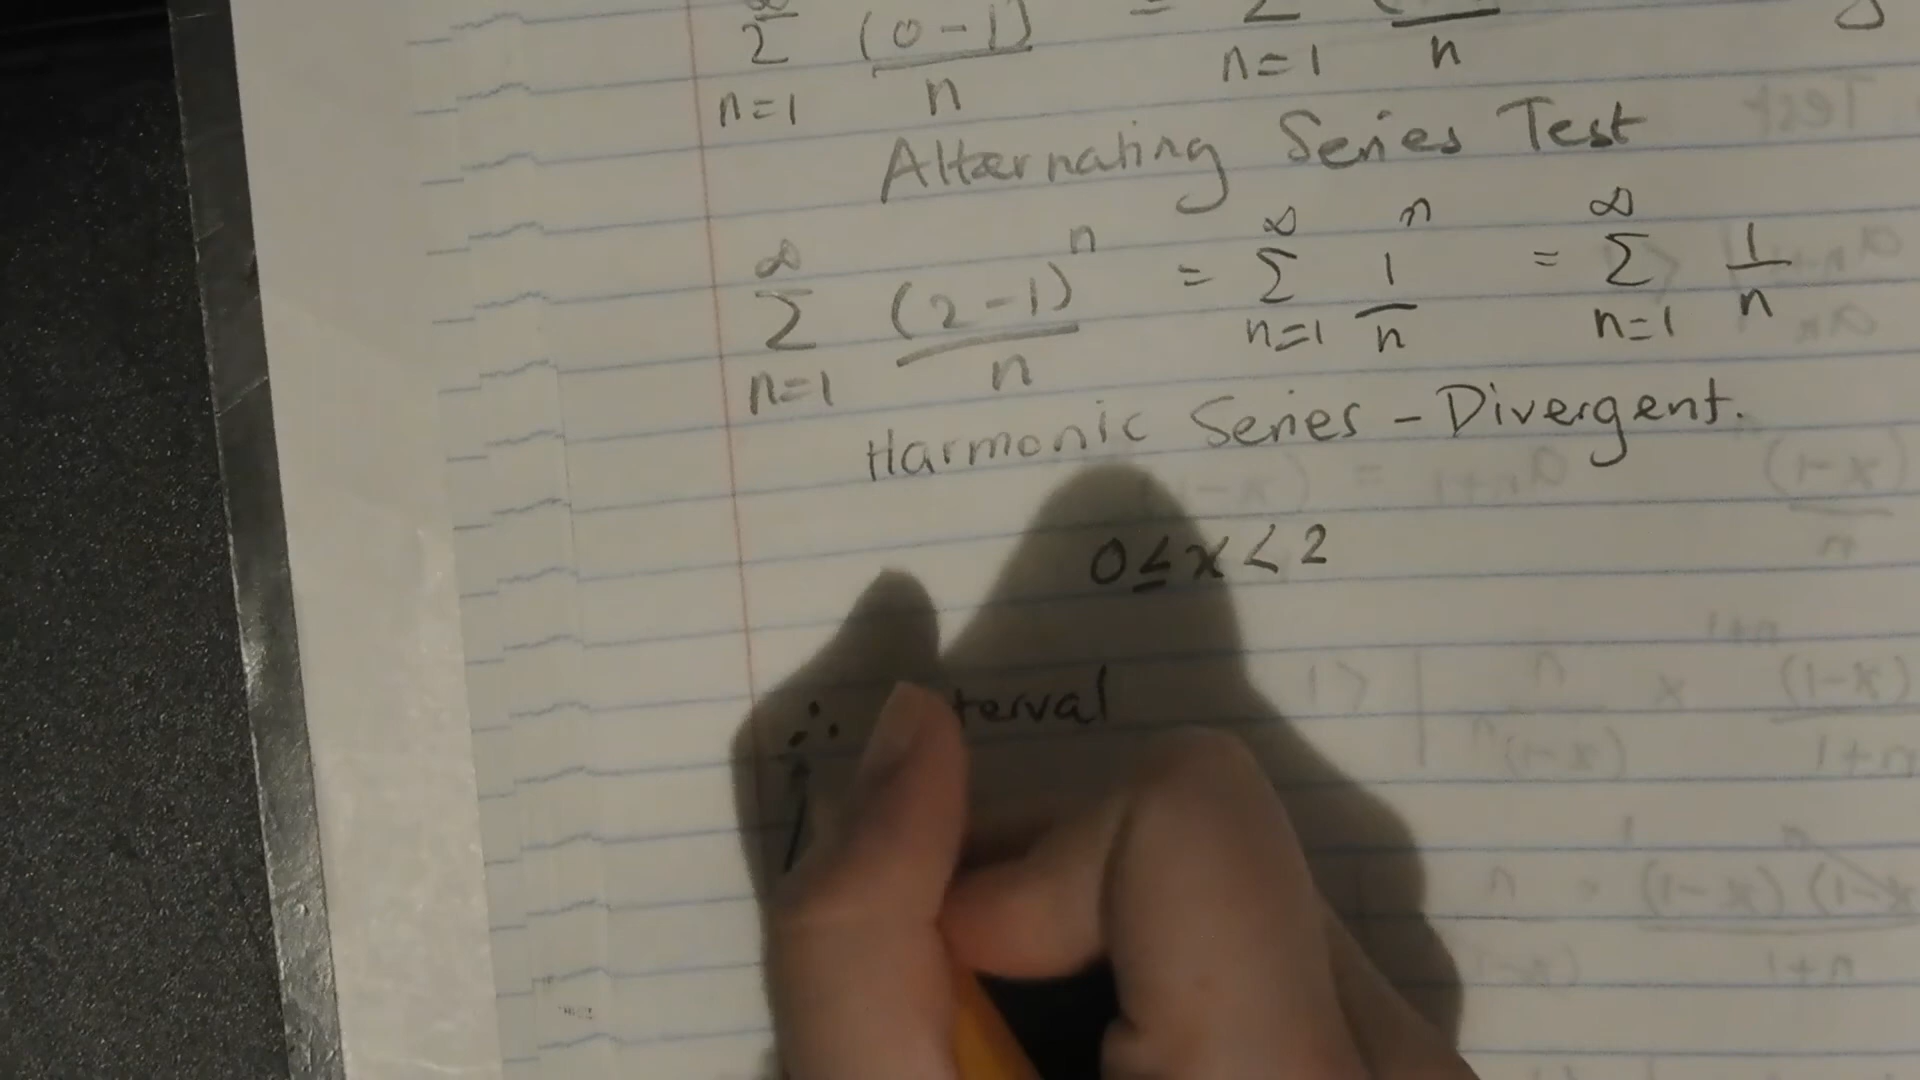 ∞
Σ (0-1) = Σ
n=1 n n=1 n
Alternating Series Test
∞ n ∞ n ∞
Σ (2-1) = Σ 1 = Σ 1
n=1 n n=1 n n=1 n
Harmonic Series - Divergent.
0 ≤ x < 2
∴ terval